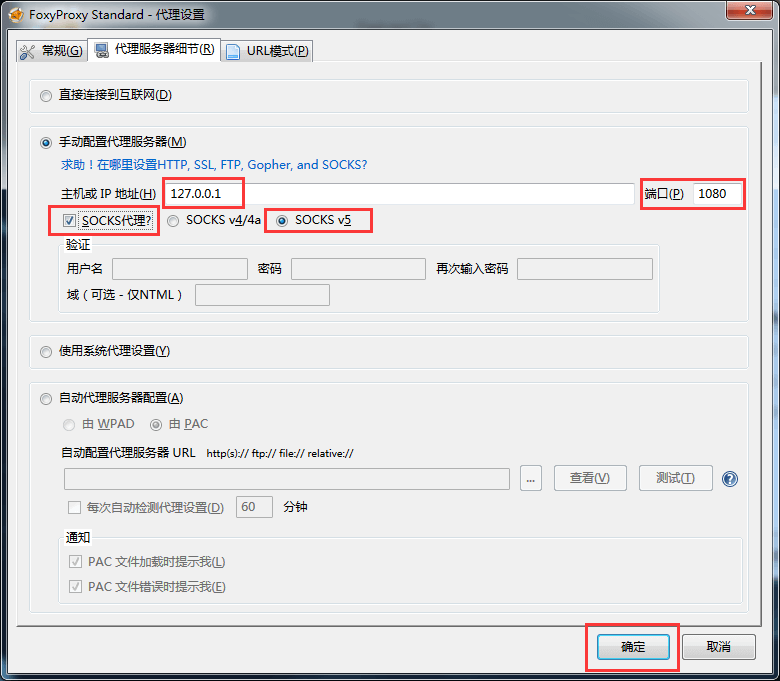 FoxyProxy Standard - 代理设置
常规(G) 代理服务器细节(R) URL模式(P)
直接连接到互联网(D)
手动配置代理服务器(M)
求助！在哪里设置HTTP, SSL, FTP, Gopher, and SOCKS?
主机或 IP 地址(H) 127.0.0.1 端口(P) 1080
SOCKS代理? SOCKS v4/4a SOCKS v5
验证
用户名 密码 再次输入密码
域（可选 - 仅NTML）
使用系统代理设置(Y)
自动代理服务器配置(A)
由 WPAD 由 PAC
自动配置代理服务器 URL http(s):// ftp:// file:// relative://
... 查看(V) 测试(T) ?
每次自动检测代理设置(D) 60 分钟
通知
PAC 文件加载时提示我(L)
PAC 文件错误时提示我(E)
确定 取消